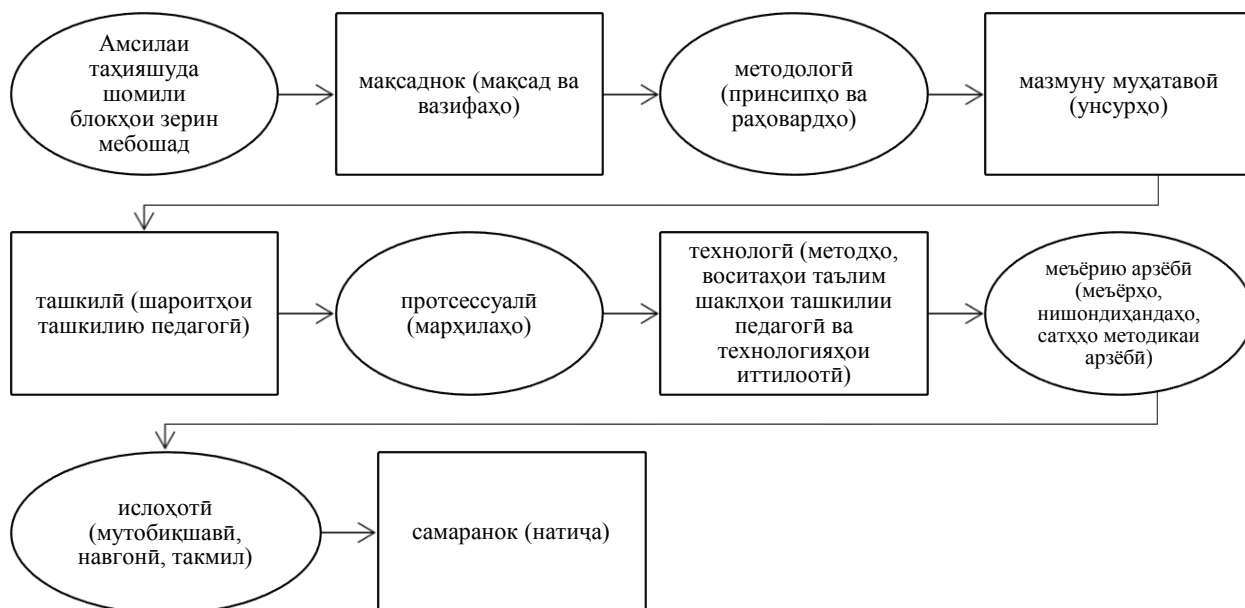 Амсилаи
таҳияшуда
шомили
блокҳои зерин
мебошад
мақсаднок (мақсад ва
вазифаҳо)
методологӣ
(принсипҳо ва
раҳовардҳо)
мазмуну муҳатавоӣ
(унсурҳо)
ташкилӣ (шароитҳои
ташкилию педагогӣ)
протсессуалӣ
(марҳилаҳо)
технологӣ (методҳо,
воситаҳои таълим
шаклҳои ташкилии
педагогӣ ва
технологияҳои
иттилоотӣ)
меъёрию арзёбӣ
(меъёрҳо,
нишондиҳандаҳо,
сатҳҳо методикаи
арзёбӣ)
ислоҳотӣ
(мутобиқшавӣ,
навгонӣ, такмил)
самаранок (натиҷа)